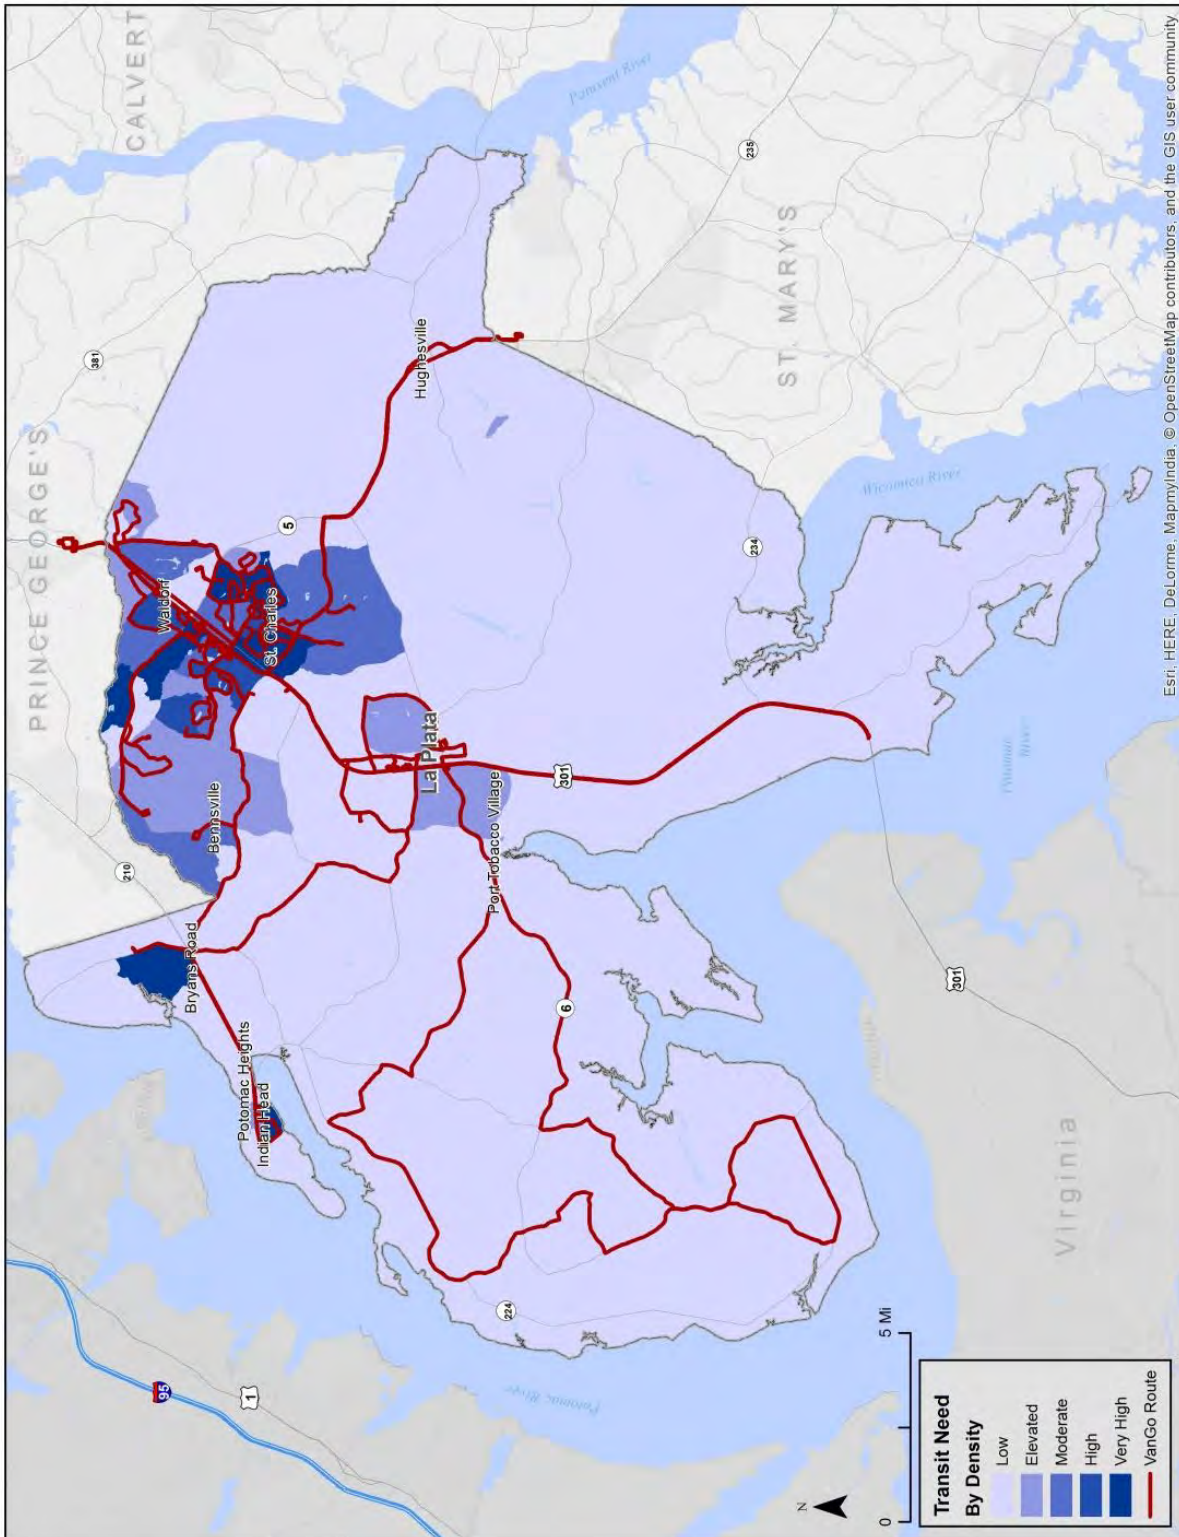 PRINCE GEORGE'S
CALVERT
Patuxent River
381
210
Waldorf
5
St. Charles
Bennsville
Bryans Road
Potomac Heights
Indian Head
Hughesville
La Plata
Port Tobacco Village
301
6
224
234
235
ST. MARY'S
Wicomico River
Potomac
River
301
Virginia
95
1
Potomac River
N
0
5 Mi
Transit Need
By Density
Low
Elevated
Moderate
High
Very High
VanGo Route
Esri, HERE, DeLorme, MapmyIndia, © OpenStreetMap contributors, and the GIS user community